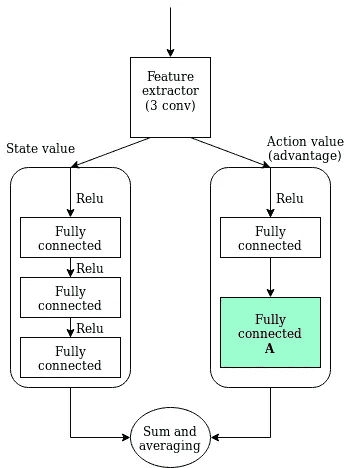 Feature
extractor
(3 conv)
State value
Action value
(advantage)
Relu
Fully
connected
Relu
Fully
connected
Relu
Fully
connected
Relu
Fully
connected
Fully
connected
A
Sum and
averaging